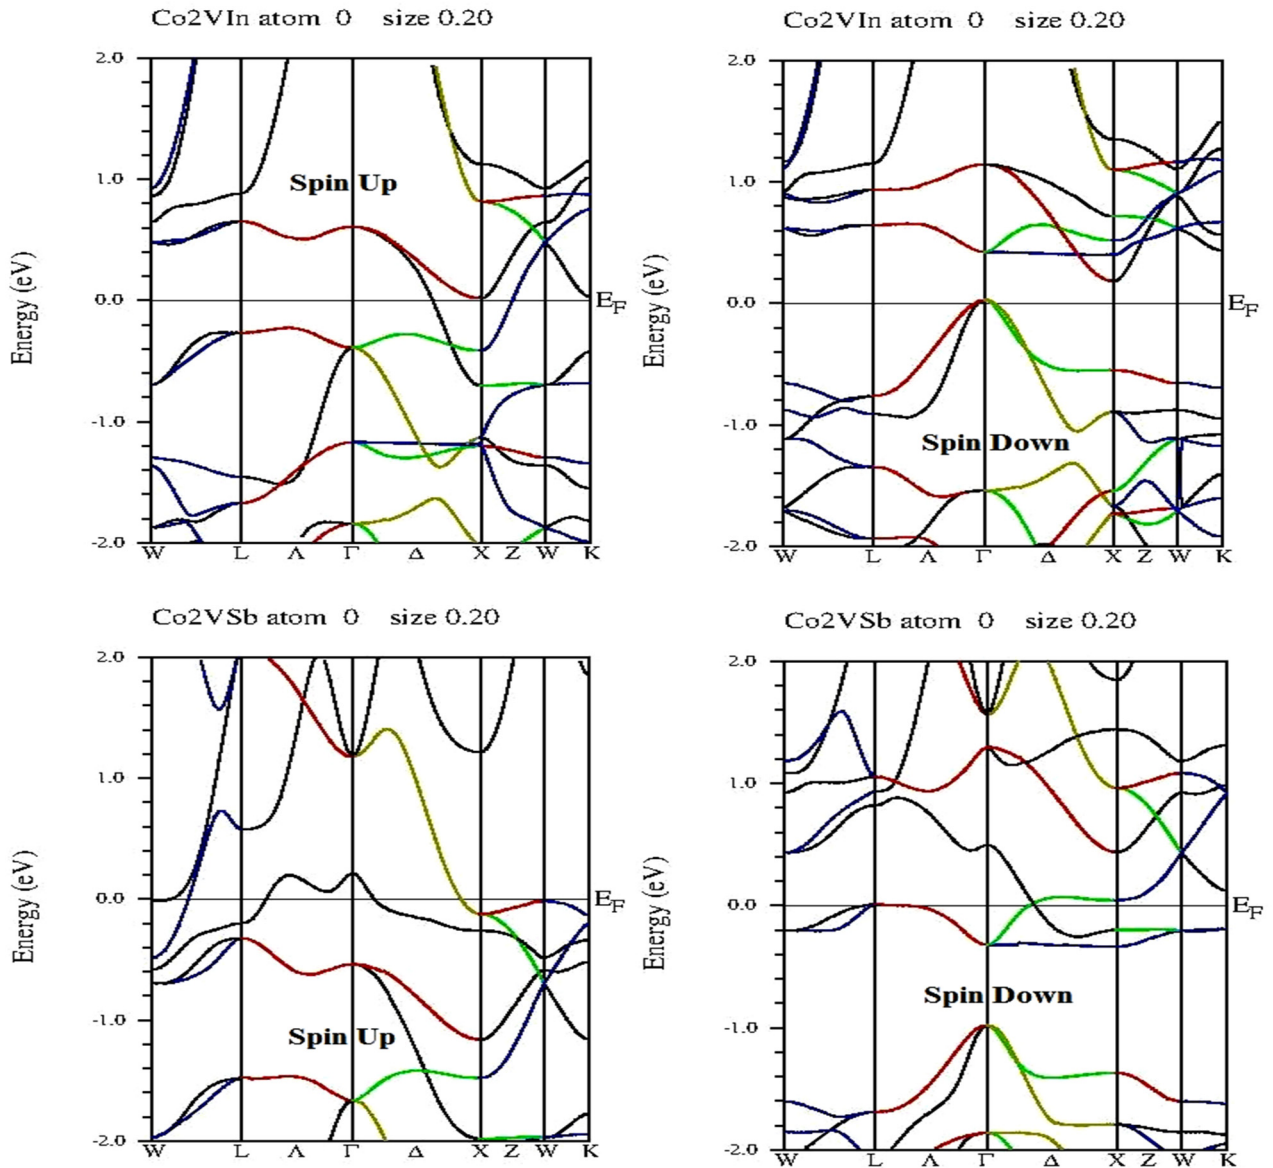 Co2VIn atom 0 size 0.20
2.0
1.0
0.0
-1.0
-2.0
Energy (eV)
Spin Up
E_F
W L Λ Γ Δ X Z W K
Co2VIn atom 0 size 0.20
2.0
1.0
0.0
-1.0
-2.0
Energy (eV)
Spin Down
E_F
W L Λ Γ Δ X Z W K
Co2VSb atom 0 size 0.20
2.0
1.0
0.0
-1.0
-2.0
Energy (eV)
Spin Up
E_F
W L Λ Γ Δ X Z W K
Co2VSb atom 0 size 0.20
2.0
1.0
0.0
-1.0
-2.0
Energy (eV)
Spin Down
E_F
W L Λ Γ Δ X Z W K